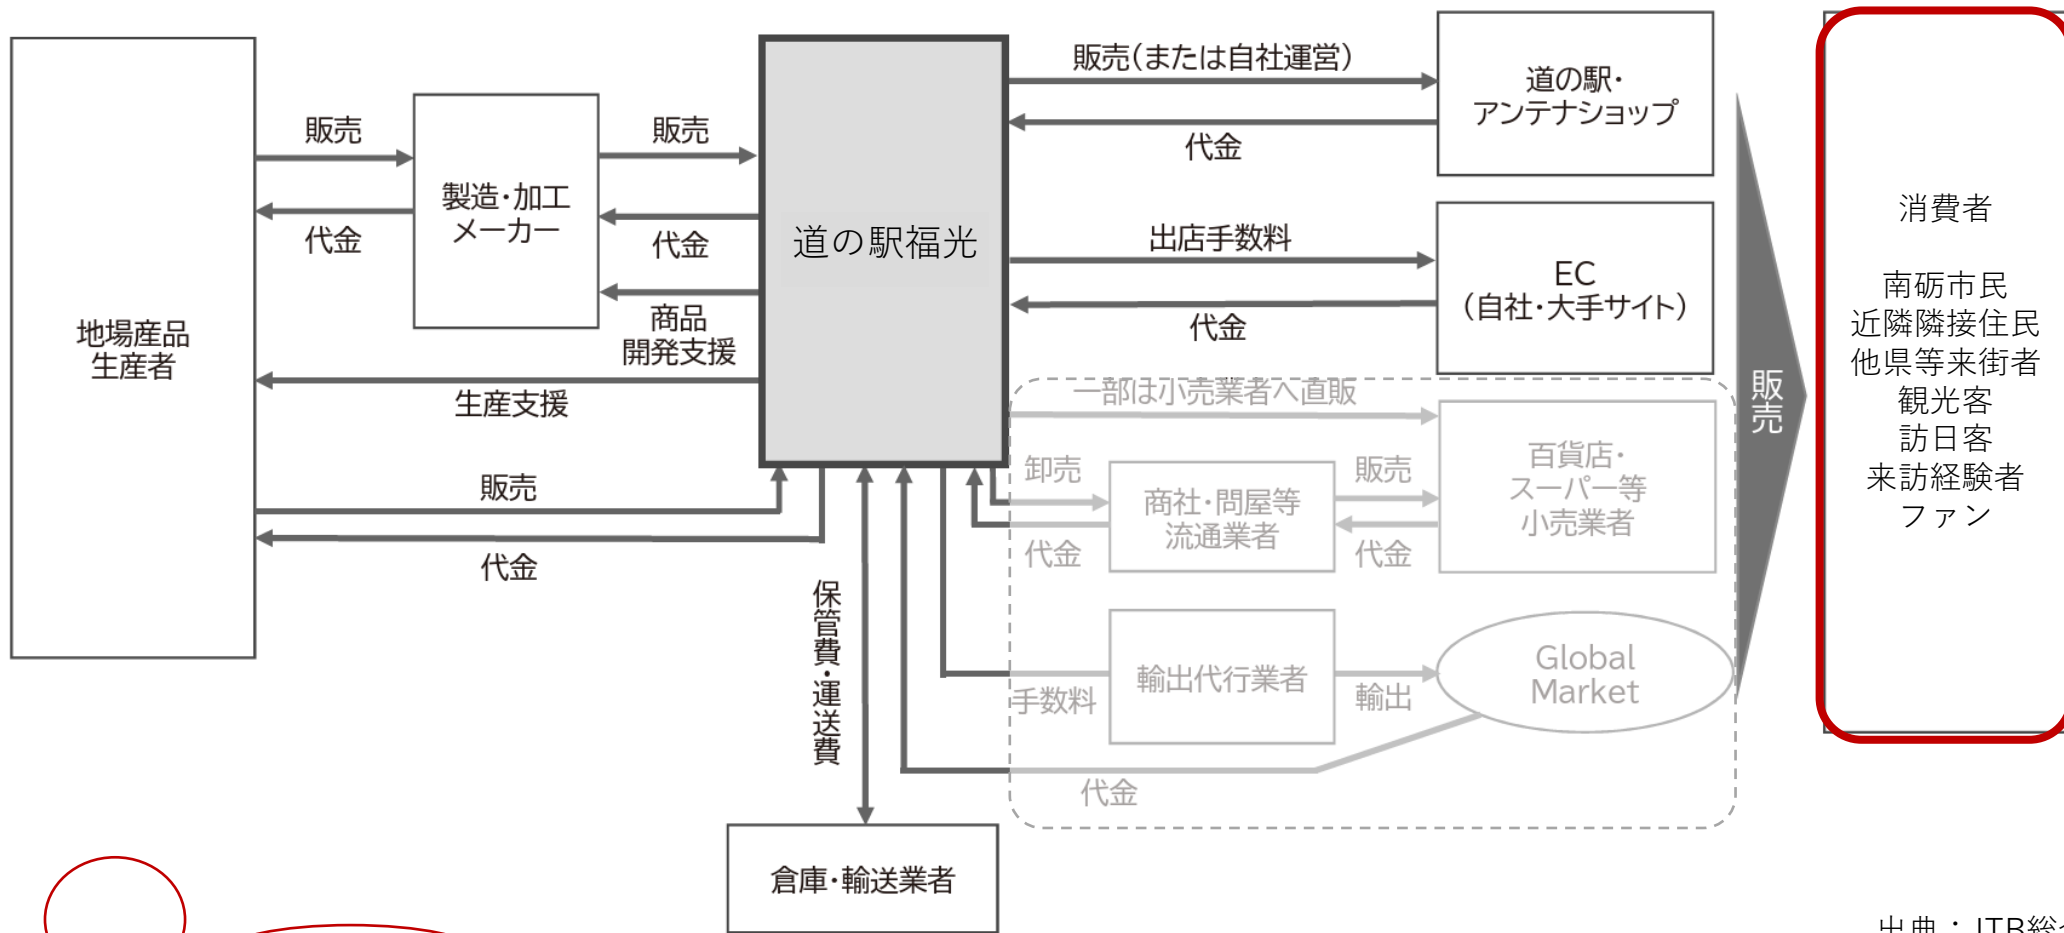 地場産品
生産者
販売
代金
製造・加工
メーカー
販売
代金
商品
開発支援
生産支援
販売
代金
道の駅福光
保管費・運送費
倉庫・輸送業者
販売(または自社運営)
代金
道の駅・
アンテナショップ
出店手数料
代金
EC
(自社・大手サイト)
一部は小売業者へ直販
卸売
代金
商社・問屋等
流通業者
販売
代金
百貨店・
スーパー等
小売業者
手数料
輸出代行業者
輸出
Global
Market
代金
販売
消費者
南砺市民
近隣隣接住民
他県等来街者
観光客
訪日客
来訪経験者
ファン
出典：JTB総